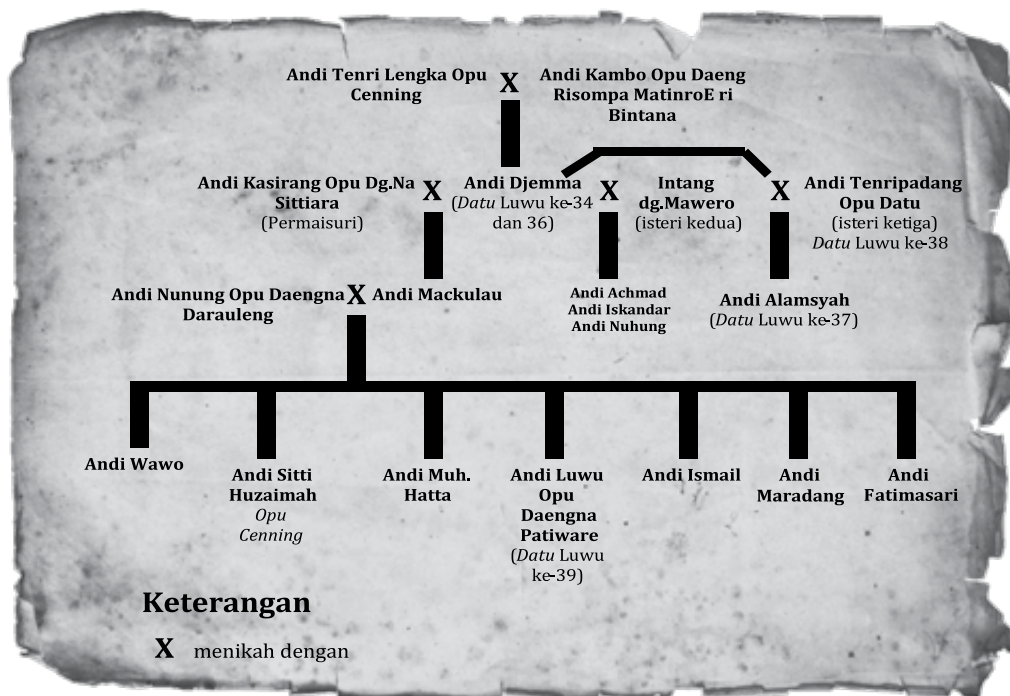 Andi Tenri Lengka Opu
Cenning
X
Andi Kambo Opu Daeng
Risompa MatinroE ri
Bintana
Andi Kasirang Opu Dg.Na
Sittiara
(Permaisuri)
X
Andi Djemma
(Datu Luwu ke-34
dan 36)
X
Intang
dg.Mawero
(isteri kedua)
X
Andi Tenripadang
Opu Datu
(isteri ketiga)
Datu Luwu ke-38
Andi Nunung Opu Daengna
Darauleng
X
Andi Mackulau
Andi Achmad
Andi Iskandar
Andi Nuhung
Andi Alamsyah
(Datu Luwu ke-37)
Andi Wawo
Andi Sitti
Huzaimah
Opu
Cenning
Andi Muh.
Hatta
Andi Luwu
Opu
Daengna
Patiware
(Datu Luwu
ke-39)
Andi Ismail
Andi
Maradang
Andi
Fatimasari
Keterangan
X menikah dengan